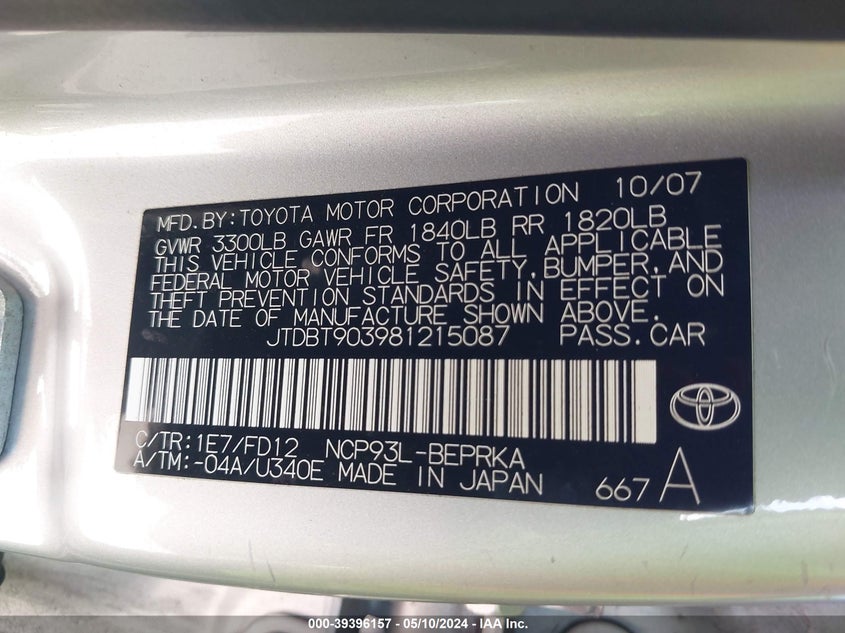 MFD.BY:TOYOTA MOTOR CORPORATION 10/07
GVWR 3300LB GAWR FR 1840LB RR 1820LB
THIS VEHICLE CONFORMS TO ALL APPLICABLE
FEDERAL MOTOR VEHICLE SAFETY,BUMPER,AND
THEFT PREVENTION STANDARDS IN EFFECT ON
THE DATE OF MANUFACTURE SHOWN ABOVE.
JTDBT903981215087 PASS.CAR
C/TR:1E7/FD12 NCP93L-BEPRKA
A/TM:-04A/U340E MADE IN JAPAN
667 A
000-39396157 - 05/10/2024 - IAA Inc.